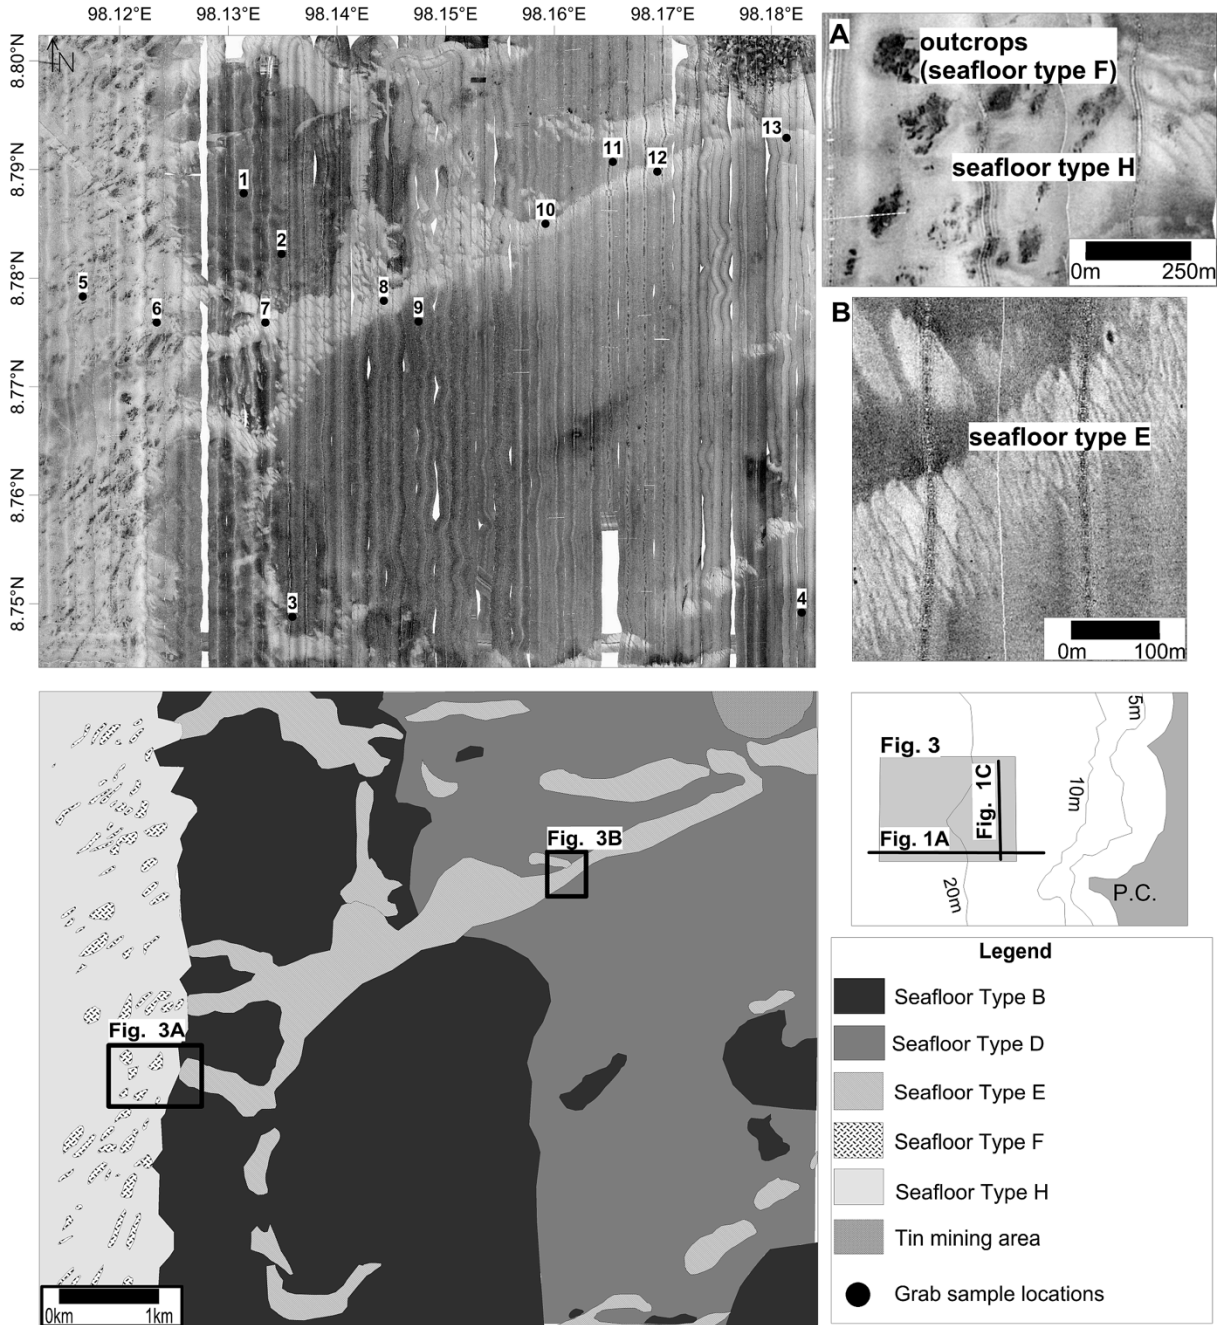 98.12°E 98.13°E 98.14°E 98.15°E 98.16°E 98.17°E 98.18°E
8.80°N
8.79°N
8.78°N
8.77°N
8.76°N
8.75°N
N
1
2
3
4
5
6
7
8
9
10
11
12
13
A
outcrops
(seafloor type F)
seafloor type H
0m 250m
B
seafloor type E
0m 100m
Fig. 3A
Fig. 3B
0km 1km
Fig. 3
Fig. 1A
Fig. 1C
20m
10m
5m
P.C.
Legend
Seafloor Type B
Seafloor Type D
Seafloor Type E
Seafloor Type F
Seafloor Type H
Tin mining area
Grab sample locations